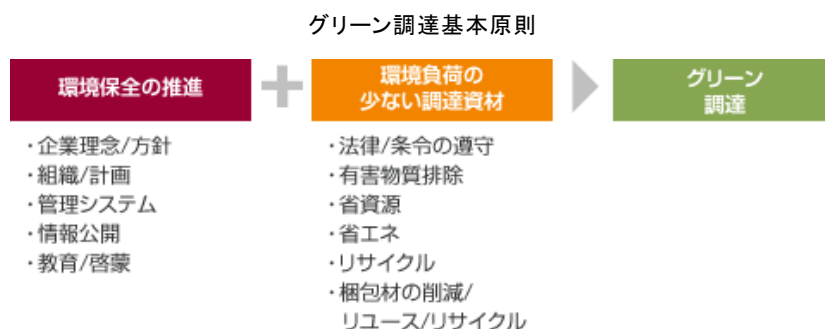 グリーン調達基本原則
環境保全の推進
環境負荷の
少ない調達資材
グリーン
調達
・企業理念/方針
・組織/計画
・管理システム
・情報公開
・教育/啓蒙
・法律/条令の遵守
・有害物質排除
・省資源
・省エネ
・リサイクル
・梱包材の削減/
リユース/リサイクル